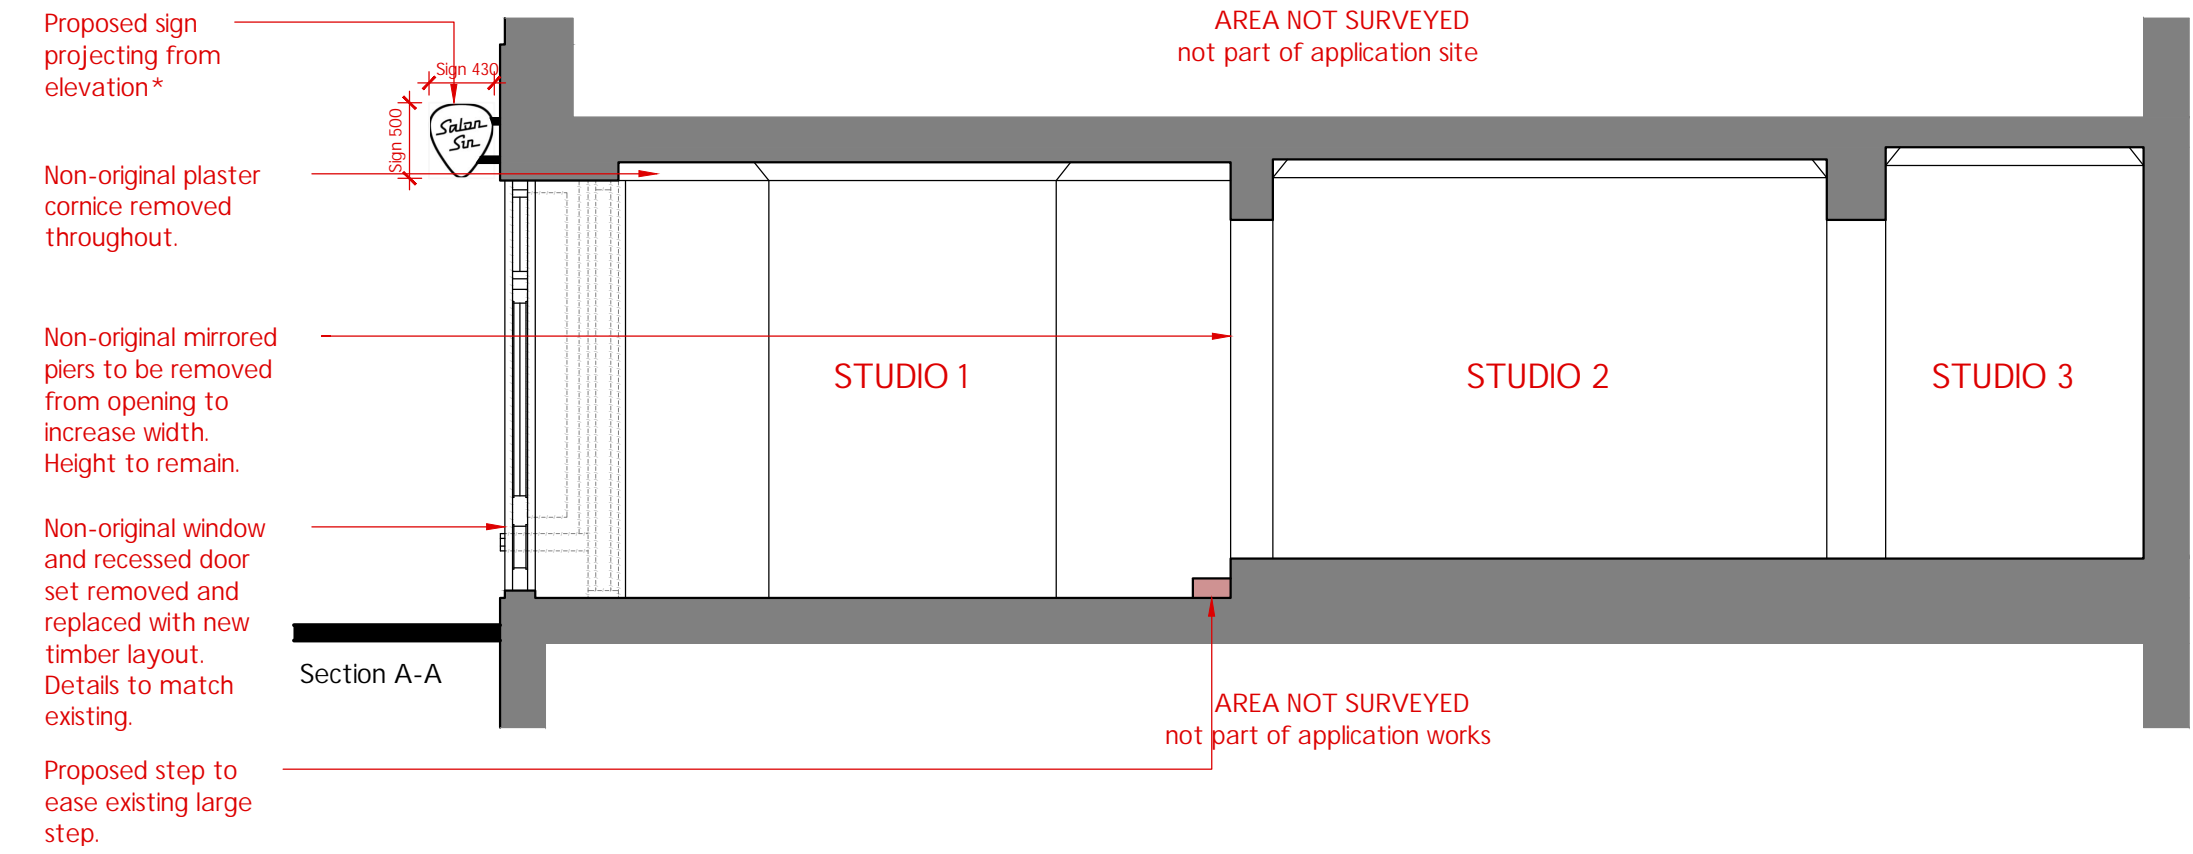 Proposed sign
projecting from
elevation*
Sign 430
Sign 500
Salon
Sin
AREA NOT SURVEYED
not part of application site
Non-original plaster
cornice removed
throughout.
Non-original mirrored
piers to be removed
from opening to
increase width.
Height to remain.
STUDIO 1
STUDIO 2
STUDIO 3
Non-original window
and recessed door
set removed and
replaced with new
timber layout.
Details to match
existing.
Section A-A
AREA NOT SURVEYED
not part of application works
Proposed step to
ease existing large
step.